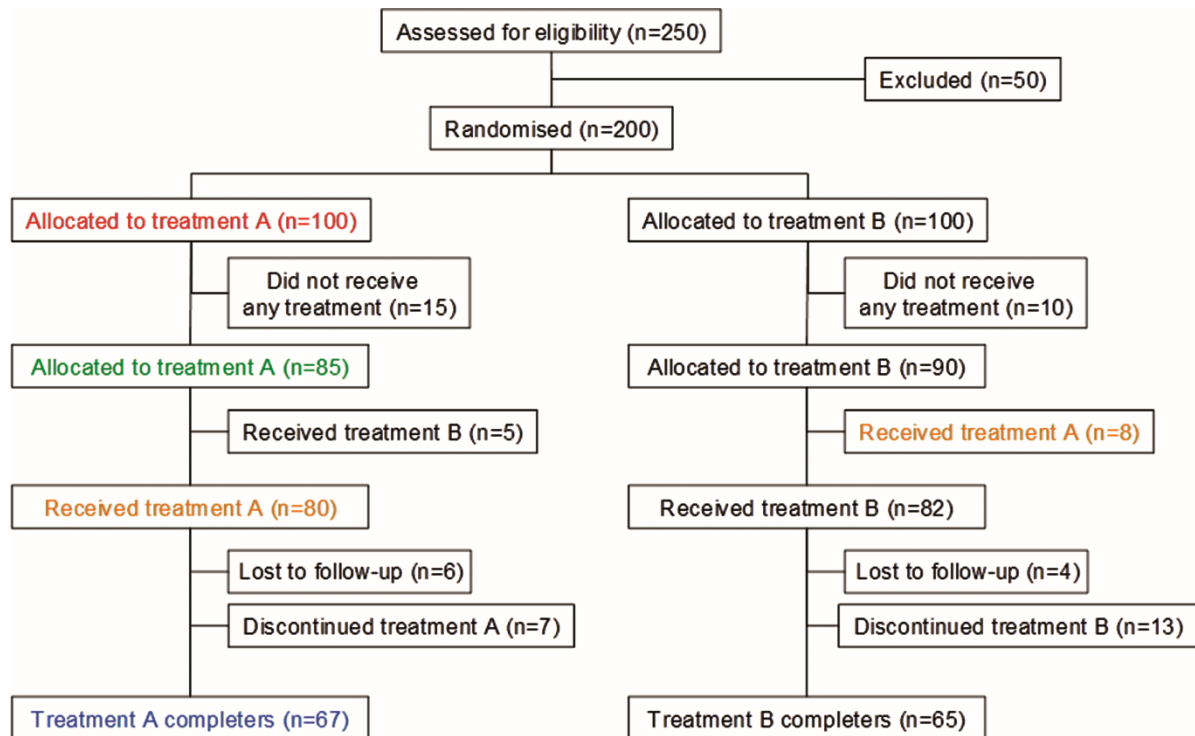 Assessed for eligibility (n=250)
Excluded (n=50)
Randomised (n=200)
Allocated to treatment A (n=100)
Allocated to treatment B (n=100)
Did not receive
any treatment (n=15)
Did not receive
any treatment (n=10)
Allocated to treatment A (n=85)
Allocated to treatment B (n=90)
Received treatment B (n=5)
Received treatment A (n=8)
Received treatment A (n=80)
Received treatment B (n=82)
Lost to follow-up (n=6)
Lost to follow-up (n=4)
Discontinued treatment A (n=7)
Discontinued treatment B (n=13)
Treatment A completers (n=67)
Treatment B completers (n=65)